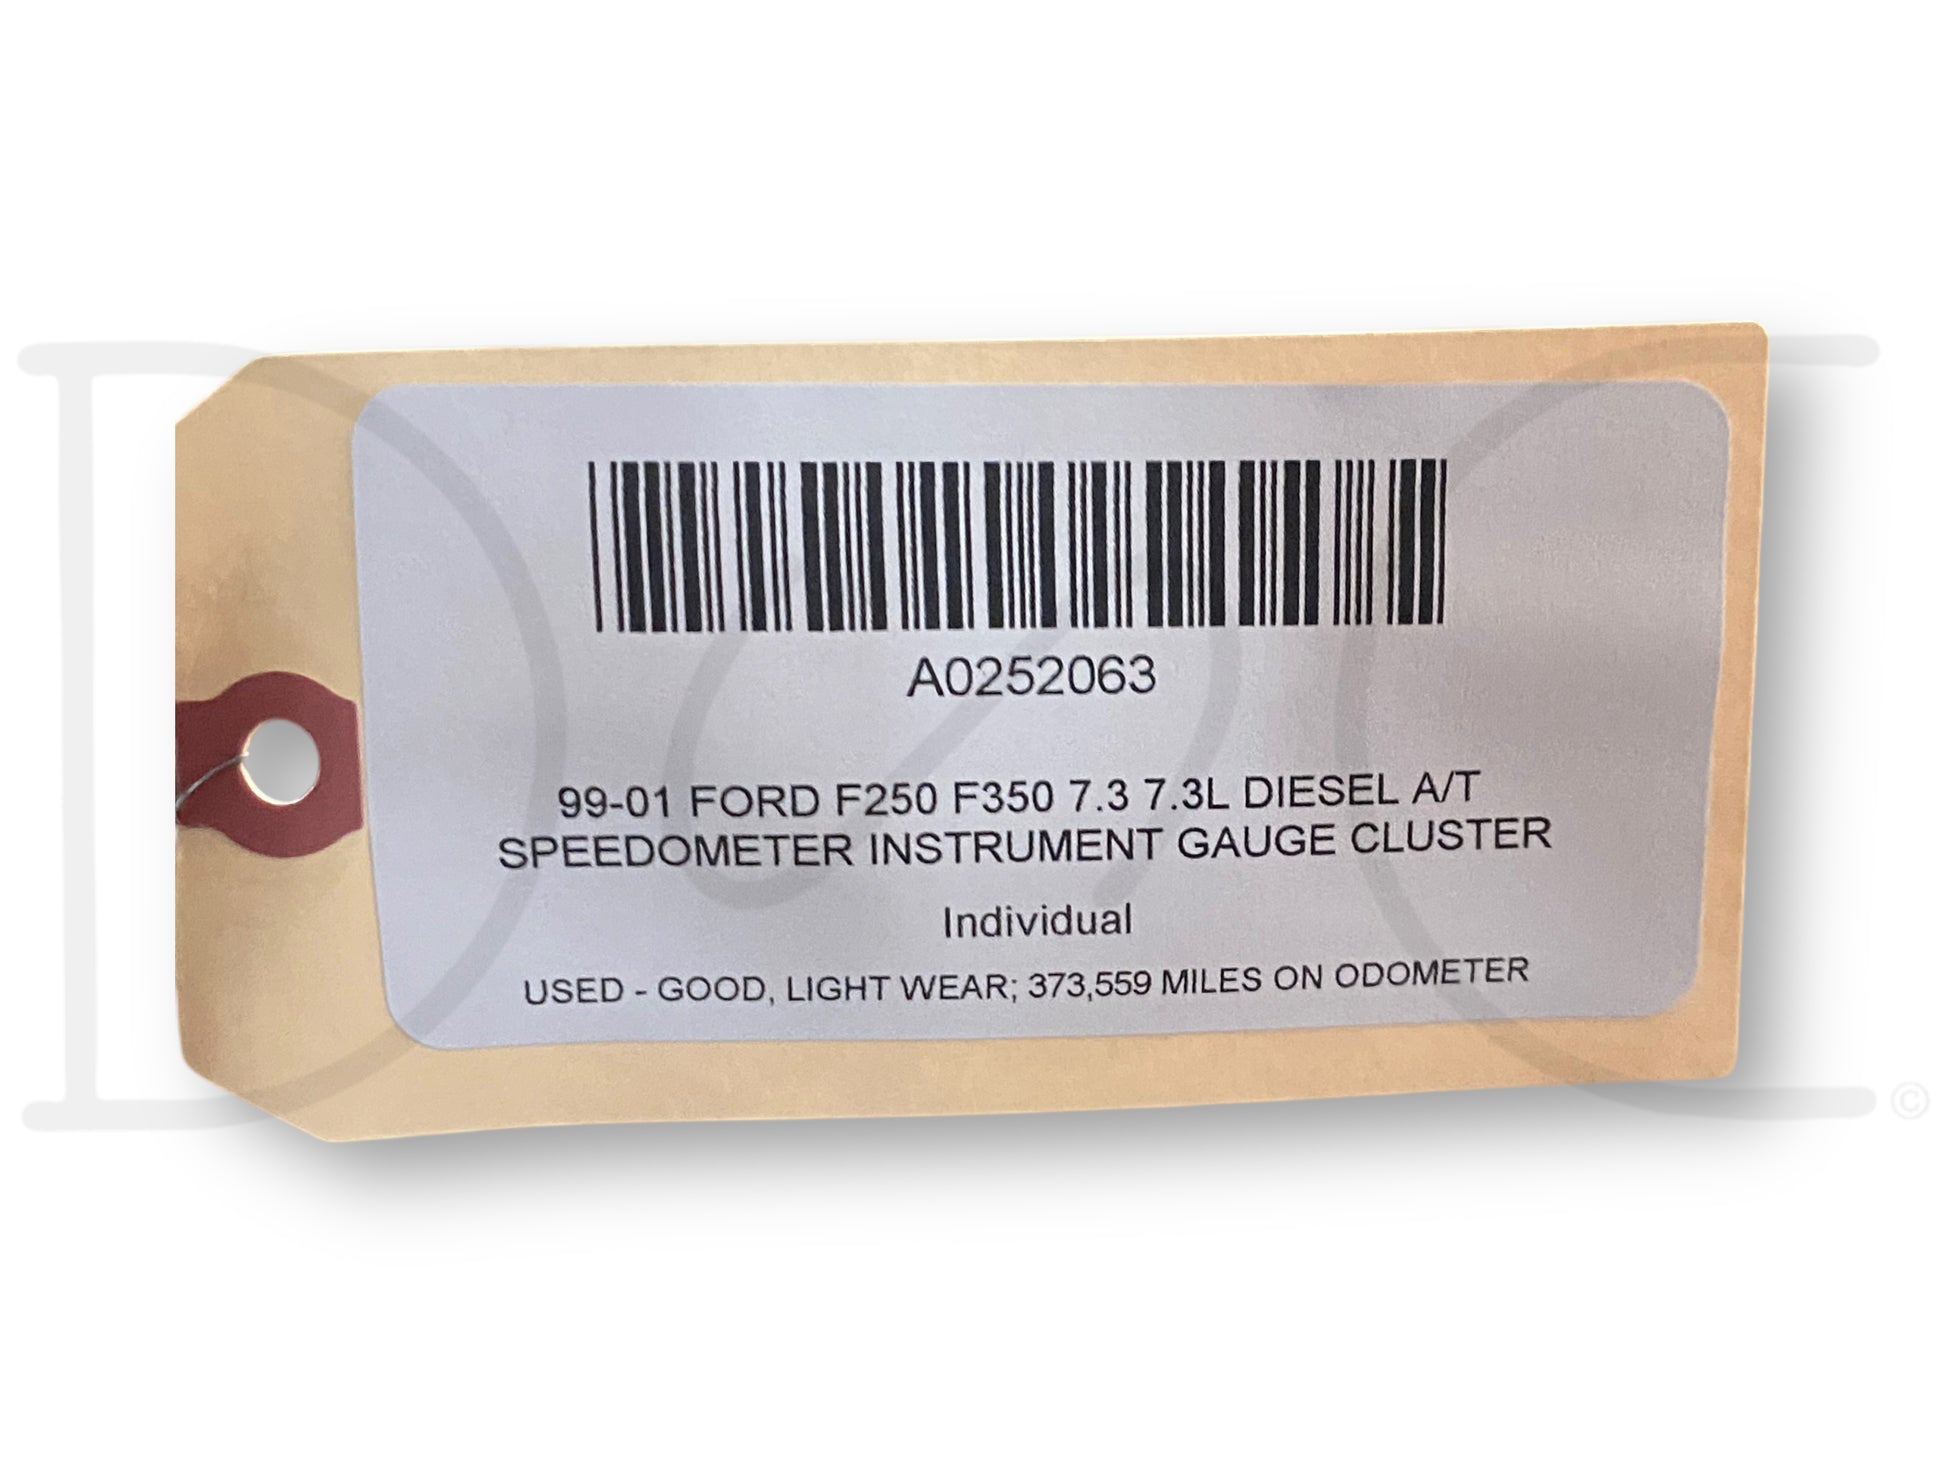 A0252063
99-01 FORD F250 F350 7.3 7.3L DIESEL A/T
SPEEDOMETER INSTRUMENT GAUGE CLUSTER
Individual
USED - GOOD, LIGHT WEAR; 373,559 MILES ON ODOMETER